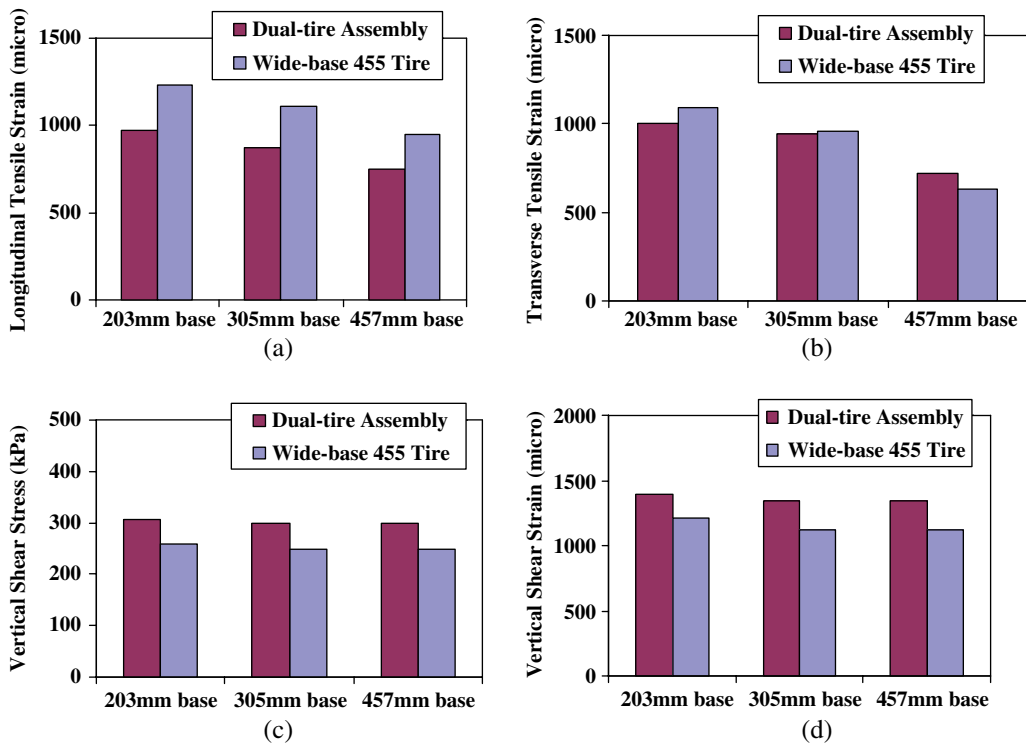 Dual-tire Assembly
Wide-base 455 Tire
Longitudinal Tensile Strain (micro)
1500
1000
500
0
203mm base 305mm base 457mm base
(a)
Dual-tire Assembly
Wide-base 455 Tire
Transverse Tensile Strain (micro)
1500
1000
500
0
203mm base 305mm base 457mm base
(b)
Dual-tire Assembly
Wide-base 455 Tire
Vertical Shear Stress (kPa)
500
400
300
200
100
0
203mm base 305mm base 457mm base
(c)
Dual-tire Assembly
Wide-base 455 Tire
Vertical Shear Strain (micro)
2000
1500
1000
500
0
203mm base 305mm base 457mm base
(d)